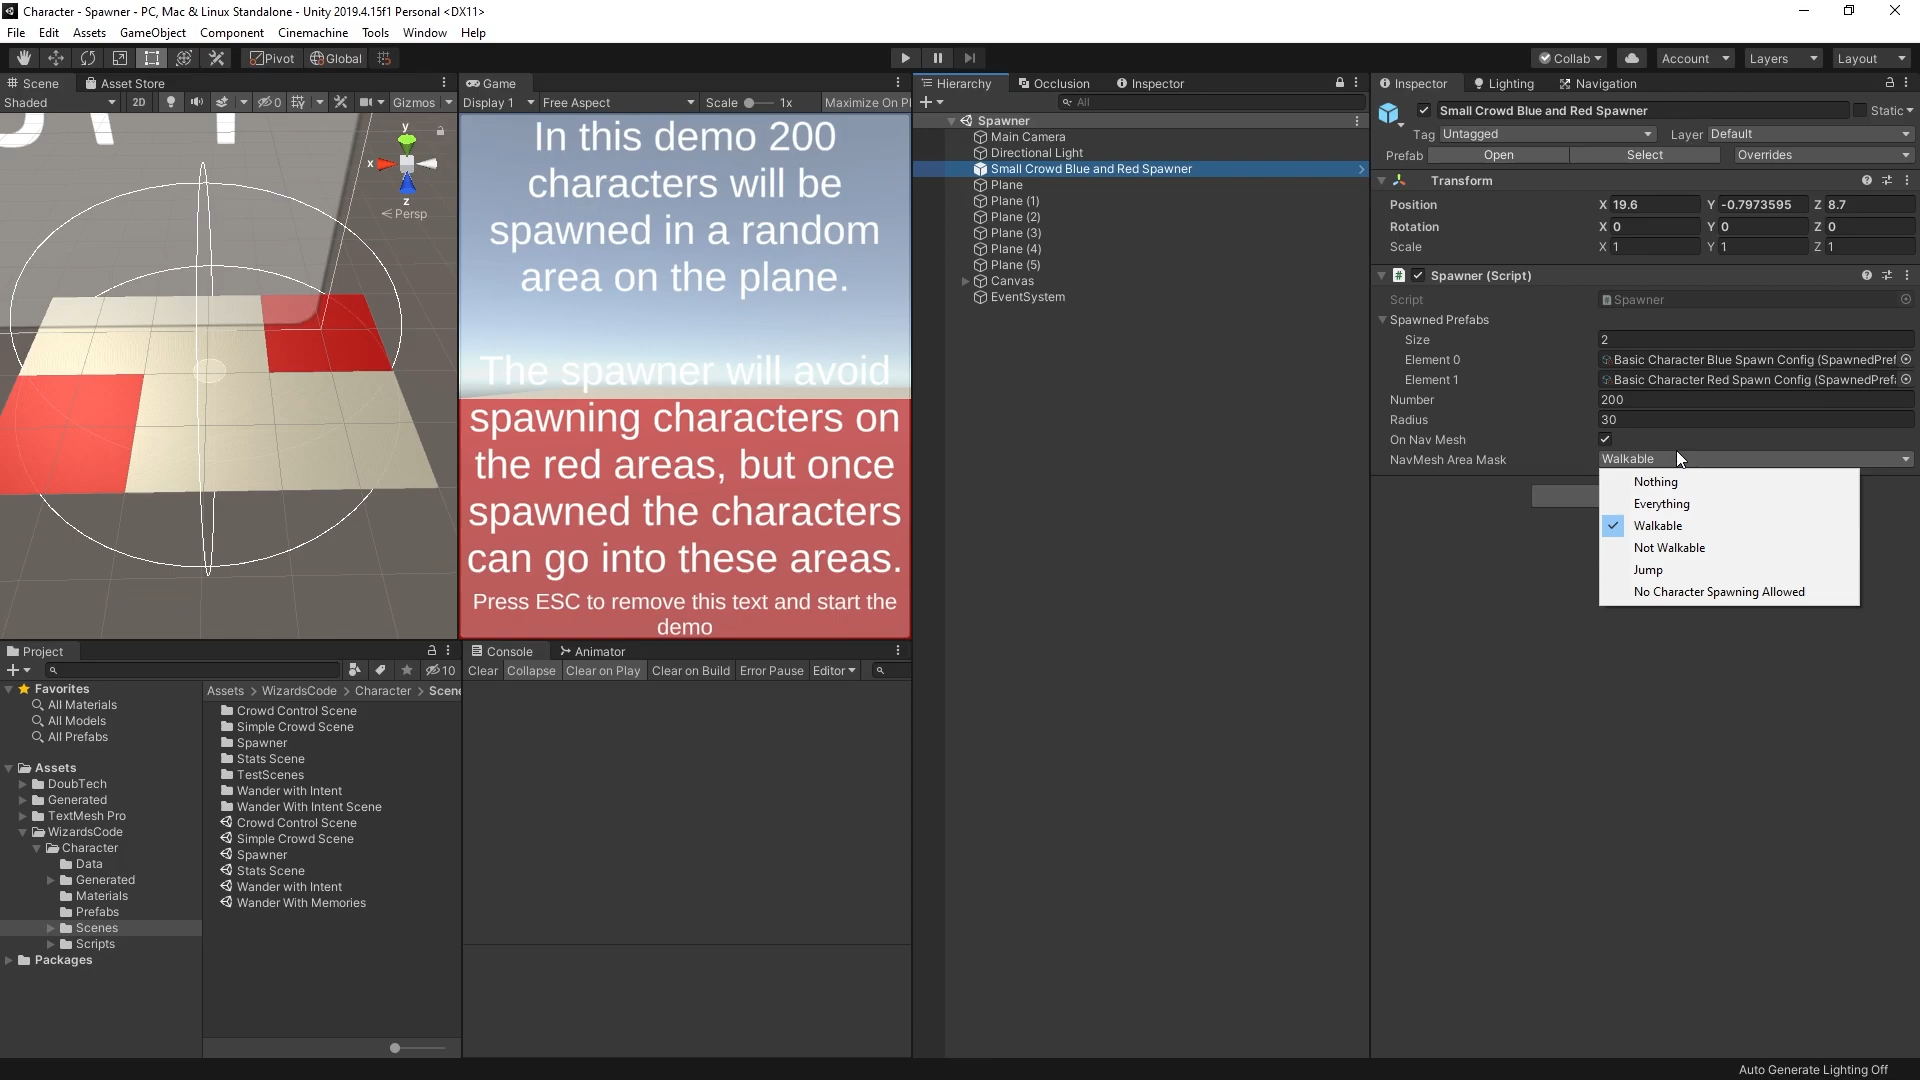 Character - Spawner - PC, Mac & Linux Standalone - Unity 2019.4.15f1 Personal <DX11>
File Edit Assets GameObject Component Cinemachine Tools Window Help
Pivot Global Collab Account Layers Layout
Scene Asset Store
Shaded 2D 0 Gizmos
y
x
z
Persp
Game
Display 1 Free Aspect Scale 1x Maximize On Pl
In this demo 200
characters will be
spawned in a random
area on the plane.
The spawner will avoid
spawning characters on
the red areas, but once
spawned the characters
can go into these areas.
Press ESC to remove this text and start the
demo
Hierarchy Occlusion Inspector
All
Spawner
Main Camera
Directional Light
Small Crowd Blue and Red Spawner
Plane
Plane (1)
Plane (2)
Plane (3)
Plane (4)
Plane (5)
Canvas
EventSystem
Inspector Lighting Navigation
Small Crowd Blue and Red Spawner Static
Tag Untagged Layer Default
Prefab Open Select Overrides
Transform
Position X 19.6 Y -0.7973595 Z 8.7
Rotation X 0 Y 0 Z 0
Scale X 1 Y 1 Z 1
# Spawner (Script)
Script Spawner
Spawned Prefabs
Size 2
Element 0 Basic Character Blue Spawn Config (SpawnedPref
Element 1 Basic Character Red Spawn Config (SpawnedPrefa
Number 200
Radius 30
On Nav Mesh
NavMesh Area Mask Walkable
Nothing
Everything
Walkable
Not Walkable
Jump
No Character Spawning Allowed
Project
10
Favorites
All Materials
All Models
All Prefabs
Assets
DoubTech
Generated
TextMesh Pro
WizardsCode
Character
Data
Generated
Materials
Prefabs
Scenes
Scripts
Packages
Assets > WizardsCode > Character > Scene
Crowd Control Scene
Simple Crowd Scene
Spawner
Stats Scene
TestScenes
Wander with Intent
Wander With Intent Scene
Crowd Control Scene
Simple Crowd Scene
Spawner
Stats Scene
Wander with Intent
Wander With Memories
Console Animator
Clear Collapse Clear on Play Clear on Build Error Pause Editor
Auto Generate Lighting Off